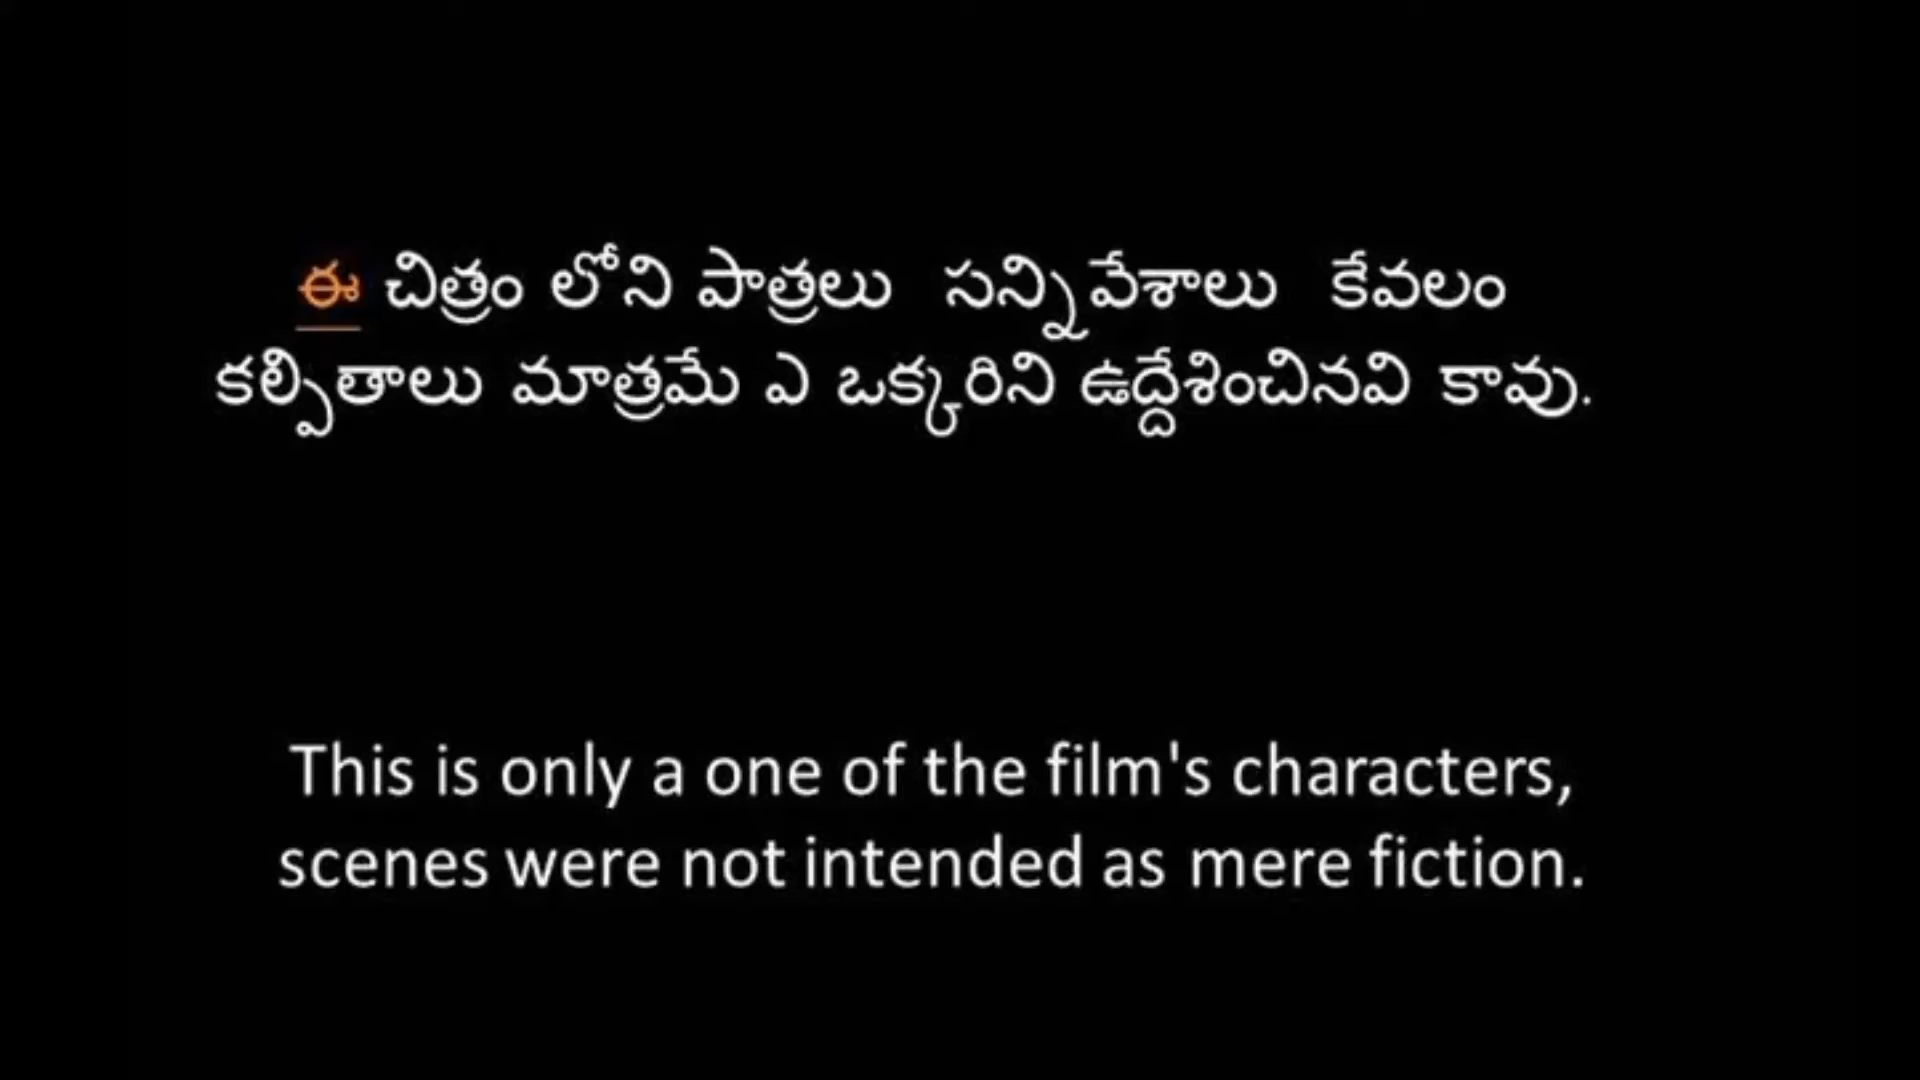 ఈ చిత్రం లోని పాత్రలు సన్నివేశాలు కేవలం
కల్పితాలు మాత్రమే ఎ ఒక్కరిని ఉద్దేశించినవి కావు.
This is only a one of the film's characters,
scenes were not intended as mere fiction.